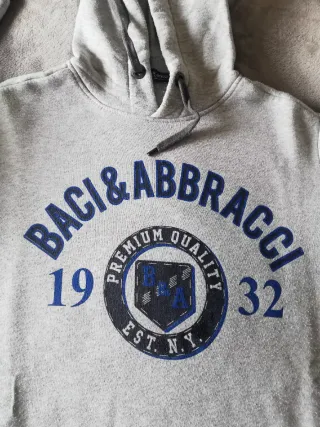 BACI&ABBRACCI
19 32
PREMIUM QUALITY
B&A
EST. N.Y.